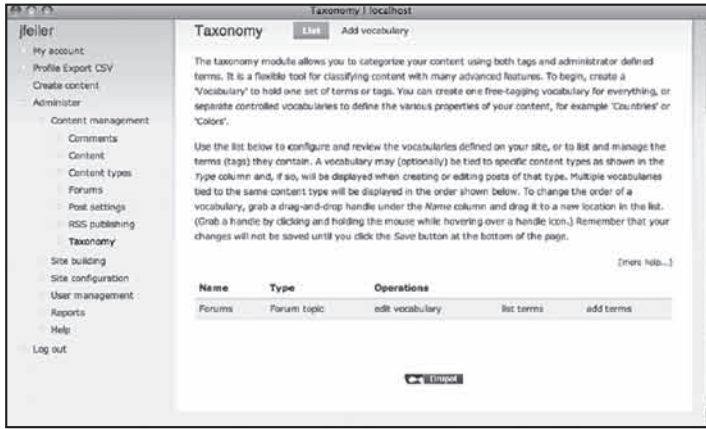 Taxonomy | localhost
jfeiler
My account
Profile Export CSV
Create content
Administer
Content management
Comments
Content
Content types
Forums
Post settings
RSS publishing
Taxonomy
Site building
Site configuration
User management
Reports
Help
Log out
Taxonomy List Add vocabulary
The taxonomy module allows you to categorize your content using both tags and administrator defined
terms. It is a flexible tool for classifying content with many advanced features. To begin, create a
'Vocabulary' to hold one set of terms or tags. You can create one free-tagging vocabulary for everything, or
separate controlled vocabularies to define the various properties of your content, for example 'Countries' or
'Colors'.
Use the list below to configure and review the vocabularies defined on your site, or to list and manage the
terms (tags) they contain. A vocabulary may (optionally) be tied to specific content types as shown in the
Type column and, if so, will be displayed when creating or editing posts of that type. Multiple vocabularies
tied to the same content type will be displayed in the order shown below. To change the order of a
vocabulary, grab a drag-and-drop handle under the Name column and drag it to a new location in the list.
(Grab a handle by clicking and holding the mouse while hovering over a handle icon.) Remember that your
changes will not be saved until you click the Save button at the bottom of the page.
[more help...]
Name Type Operations
Forums Forum topic edit vocabulary list terms add terms
Drupal